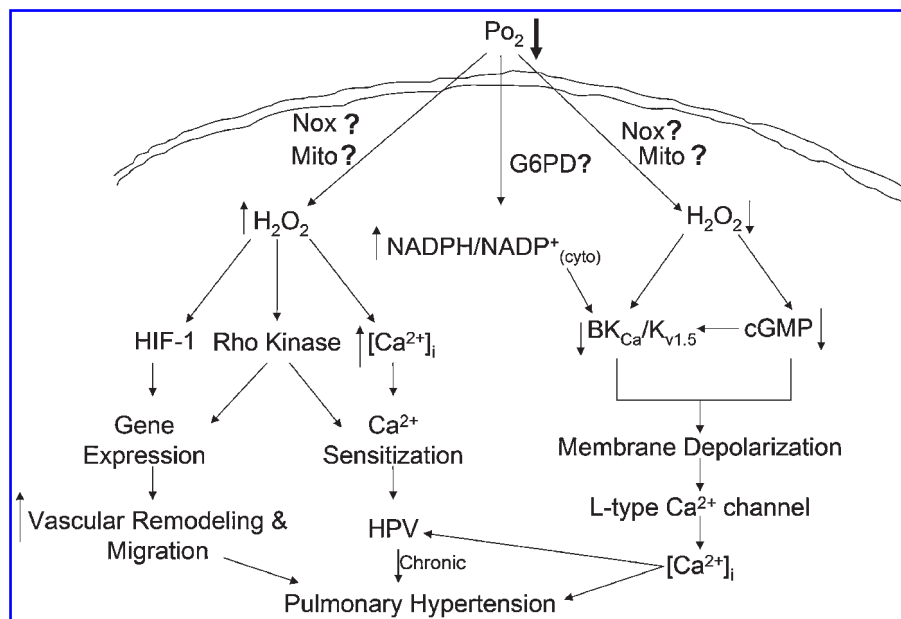 Po₂
Nox ?
Mito ?
G6PD?
Nox?
Mito ?
H₂O₂
NADPH/NADP⁺(cyto)
H₂O₂
HIF-1
Rho Kinase
[Ca²⁺]i
BKCa/Kv1.5
cGMP
Gene
Expression
Ca²⁺
Sensitization
Membrane Depolarization
Vascular Remodeling &
Migration
HPV
L-type Ca²⁺ channel
Chronic
[Ca²⁺]i
Pulmonary Hypertension